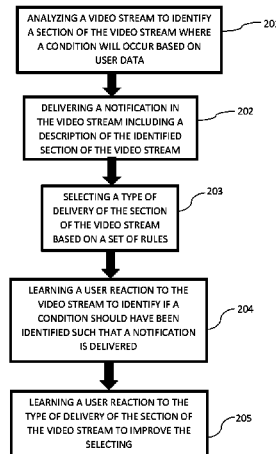 ANALYZING A VIDEO STREAM TO IDENTIFY
A SECTION OF THE VIDEO STREAM WHERE
A CONDITION WILL OCCUR BASED ON
USER DATA
DELIVERING A NOTIFICATION IN
THE VIDEO STREAM INCLUDING A
DESCRIPTION OF THE IDENTIFIED
SECTION OF THE VIDEO STREAM
202
SELECTING A TYPE OF
DELIVERY OF THE SECTION
OF THE VIDEO STREAM
BASED ON A SET OF RULES
203
LEARNING A USER REACTION TO THE
VIDEO STREAM TO IDENTIFY IF A
CONDITION SHOULD HAVE BEEN
IDENTIFIED SUCH THAT A NOTIFICATION
IS DELIVERED
204
LEARNING A USER REACTION TO THE
TYPE OF DELIVERY OF THE SECTION OF
THE VIDEO STREAM TO IMPROVE THE
SELECTING
205